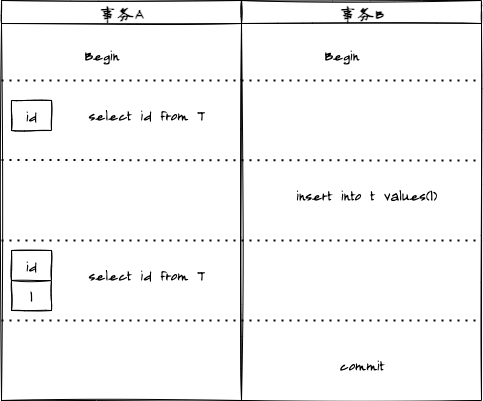 事务A 事务B
Begin Begin
id select id from T
insert into t values(1)
id select id from T
1
commit